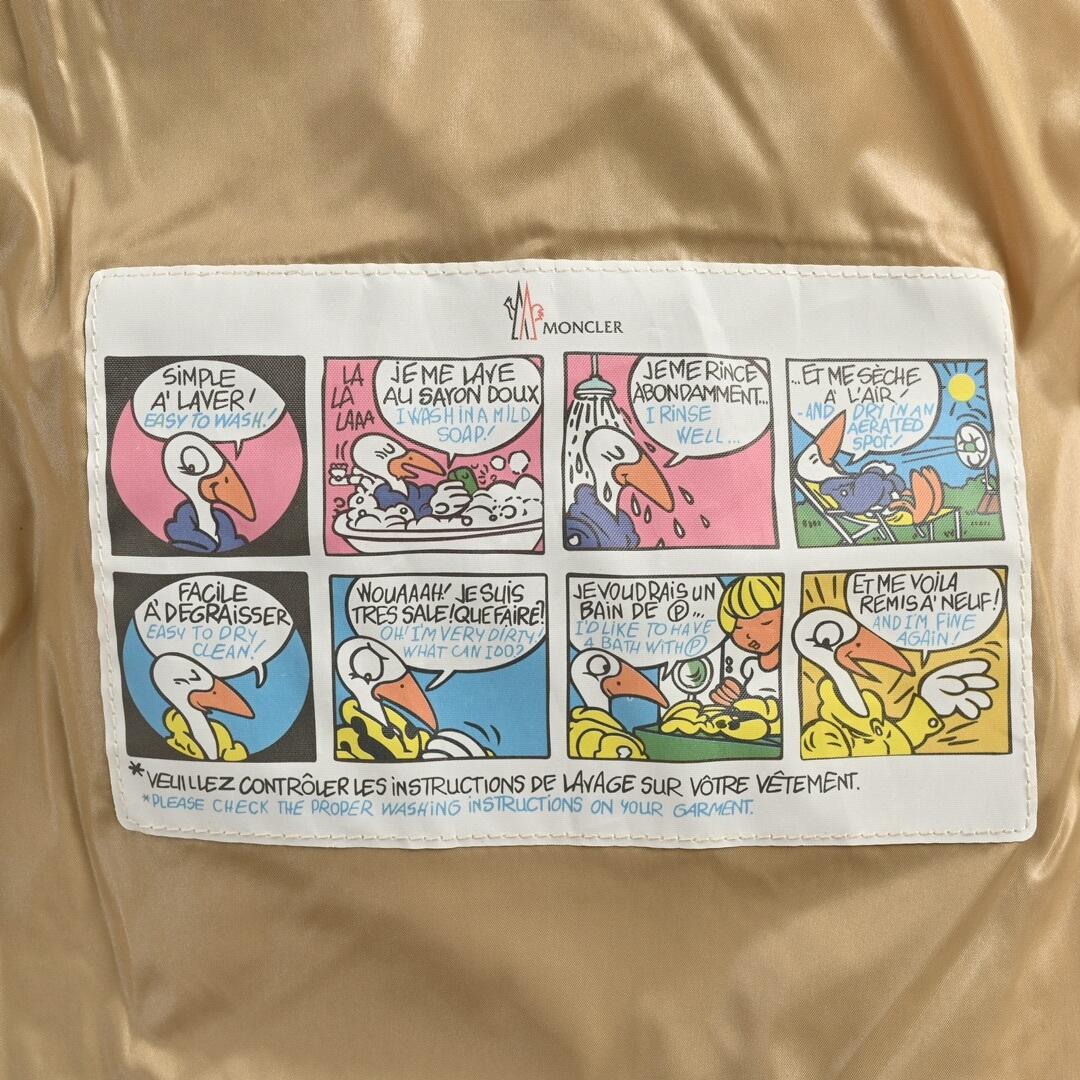 MONCLER
SIMPLE
A' LAVER!
EASY TO WASH!
LA
LA
LAAA
JE ME LAVE
AU SAVON DOUX
I WASH IN A MILD
SOAP!
JE ME RINCE
ABONDAMMENT...
I RINSE
WELL...
...ET ME SÈCHE
A' L'AIR!
-AND DRY IN AN
AERATED
SPOT!
FACILE
A' DEGRAISSER
EASY TO DRY
CLEAN!
WOUAAAH! JE SUIS
TRES SALE! QUE FAIRE?
OH! I'M VERY DIRTY!
WHAT CAN I DO?
JE VOUDRAIS UN
BAIN DE Ⓟ...
I'D LIKE TO HAVE
A BATH WITH Ⓟ
ET ME VOILA
REMIS A' NEUF!
AND I'M FINE
AGAIN!
*VEUILLEZ CONTRÔLER LES INSTRUCTIONS DE LAVAGE SUR VÔTRE VÊTEMENT.
*PLEASE CHECK THE PROPER WASHING INSTRUCTIONS ON YOUR GARMENT.